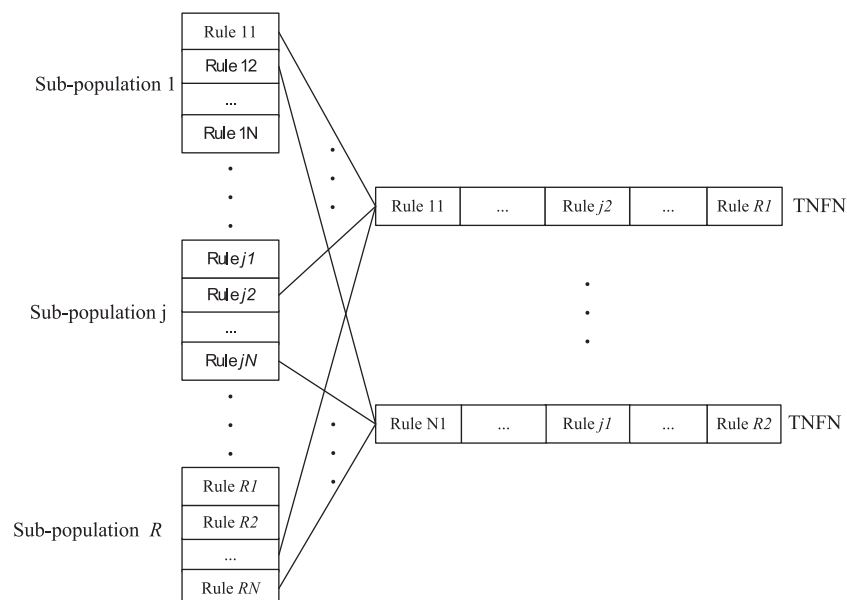 Sub-population 1
Rule 11
Rule 12
...
Rule 1N
Sub-population j
Rule j1
Rule j2
...
Rule jN
Sub-population R
Rule R1
Rule R2
...
Rule RN
Rule 11 ... Rule j2 ... Rule R1 TNFN
Rule N1 ... Rule j1 ... Rule R2 TNFN